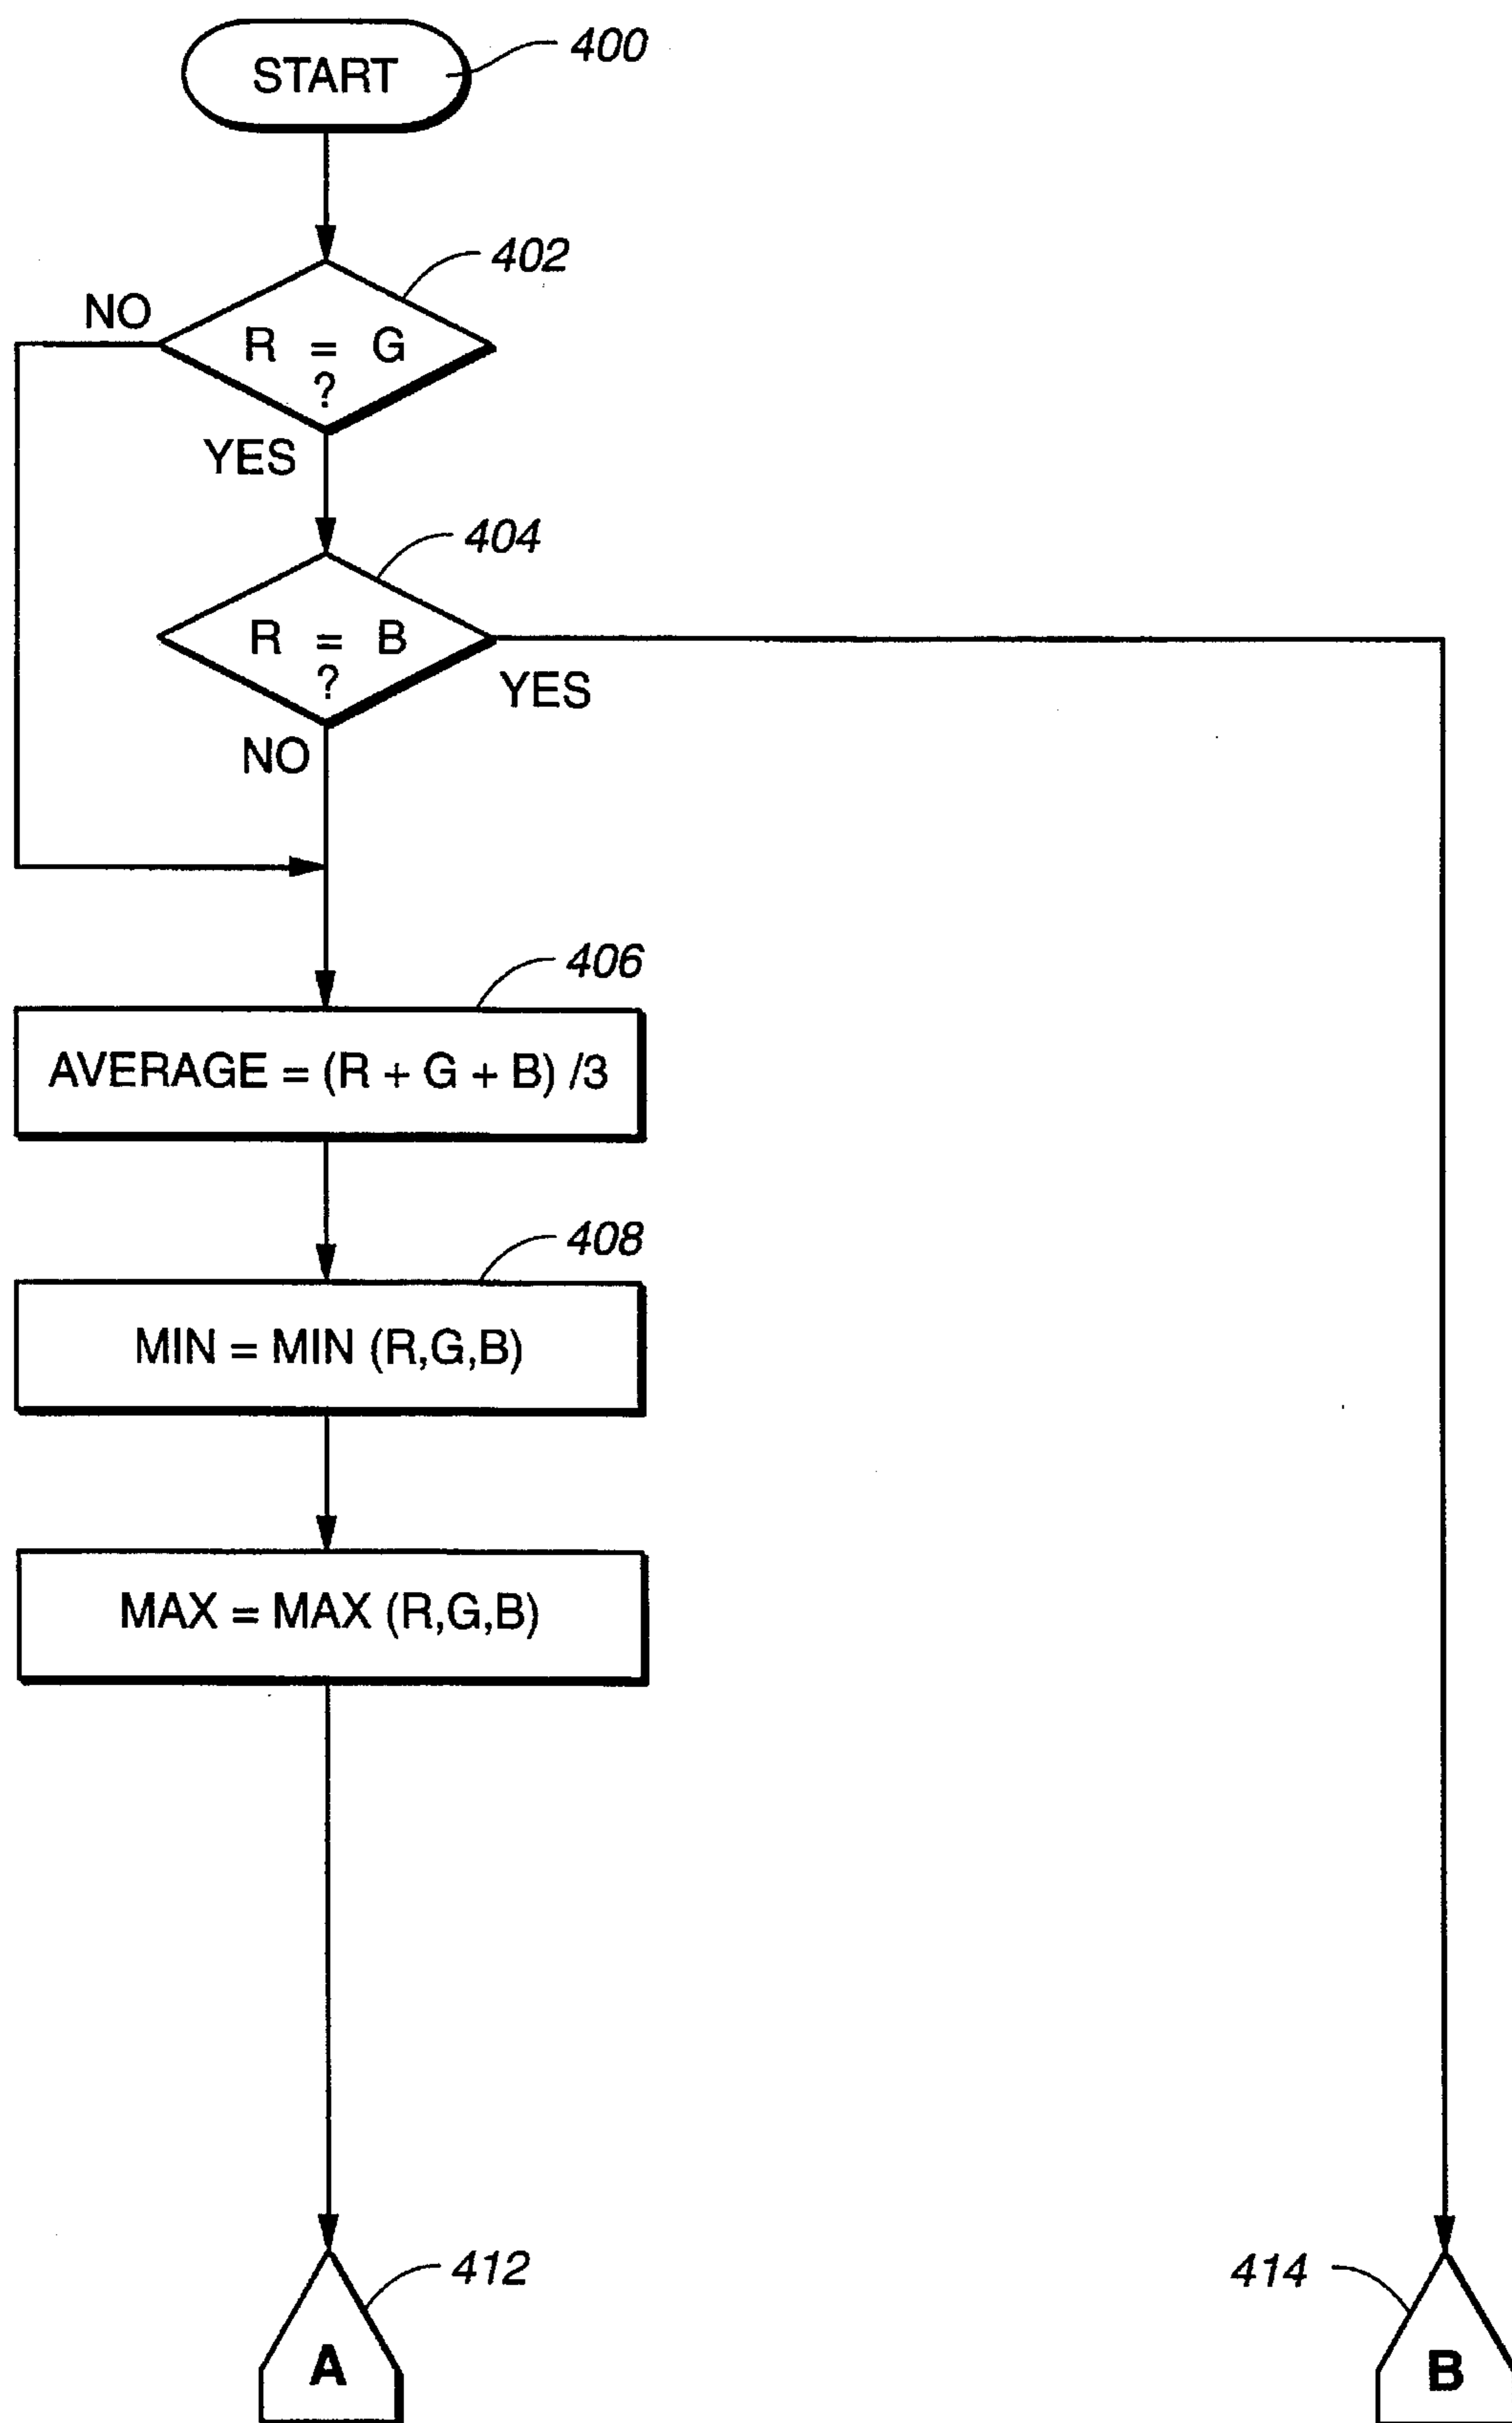 START
400
402
NO
R = G
?
YES
404
R = B
?
YES
NO
406
AVERAGE = (R + G + B) /3
408
MIN = MIN (R,G,B)
MAX = MAX (R,G,B)
412
A
414
B